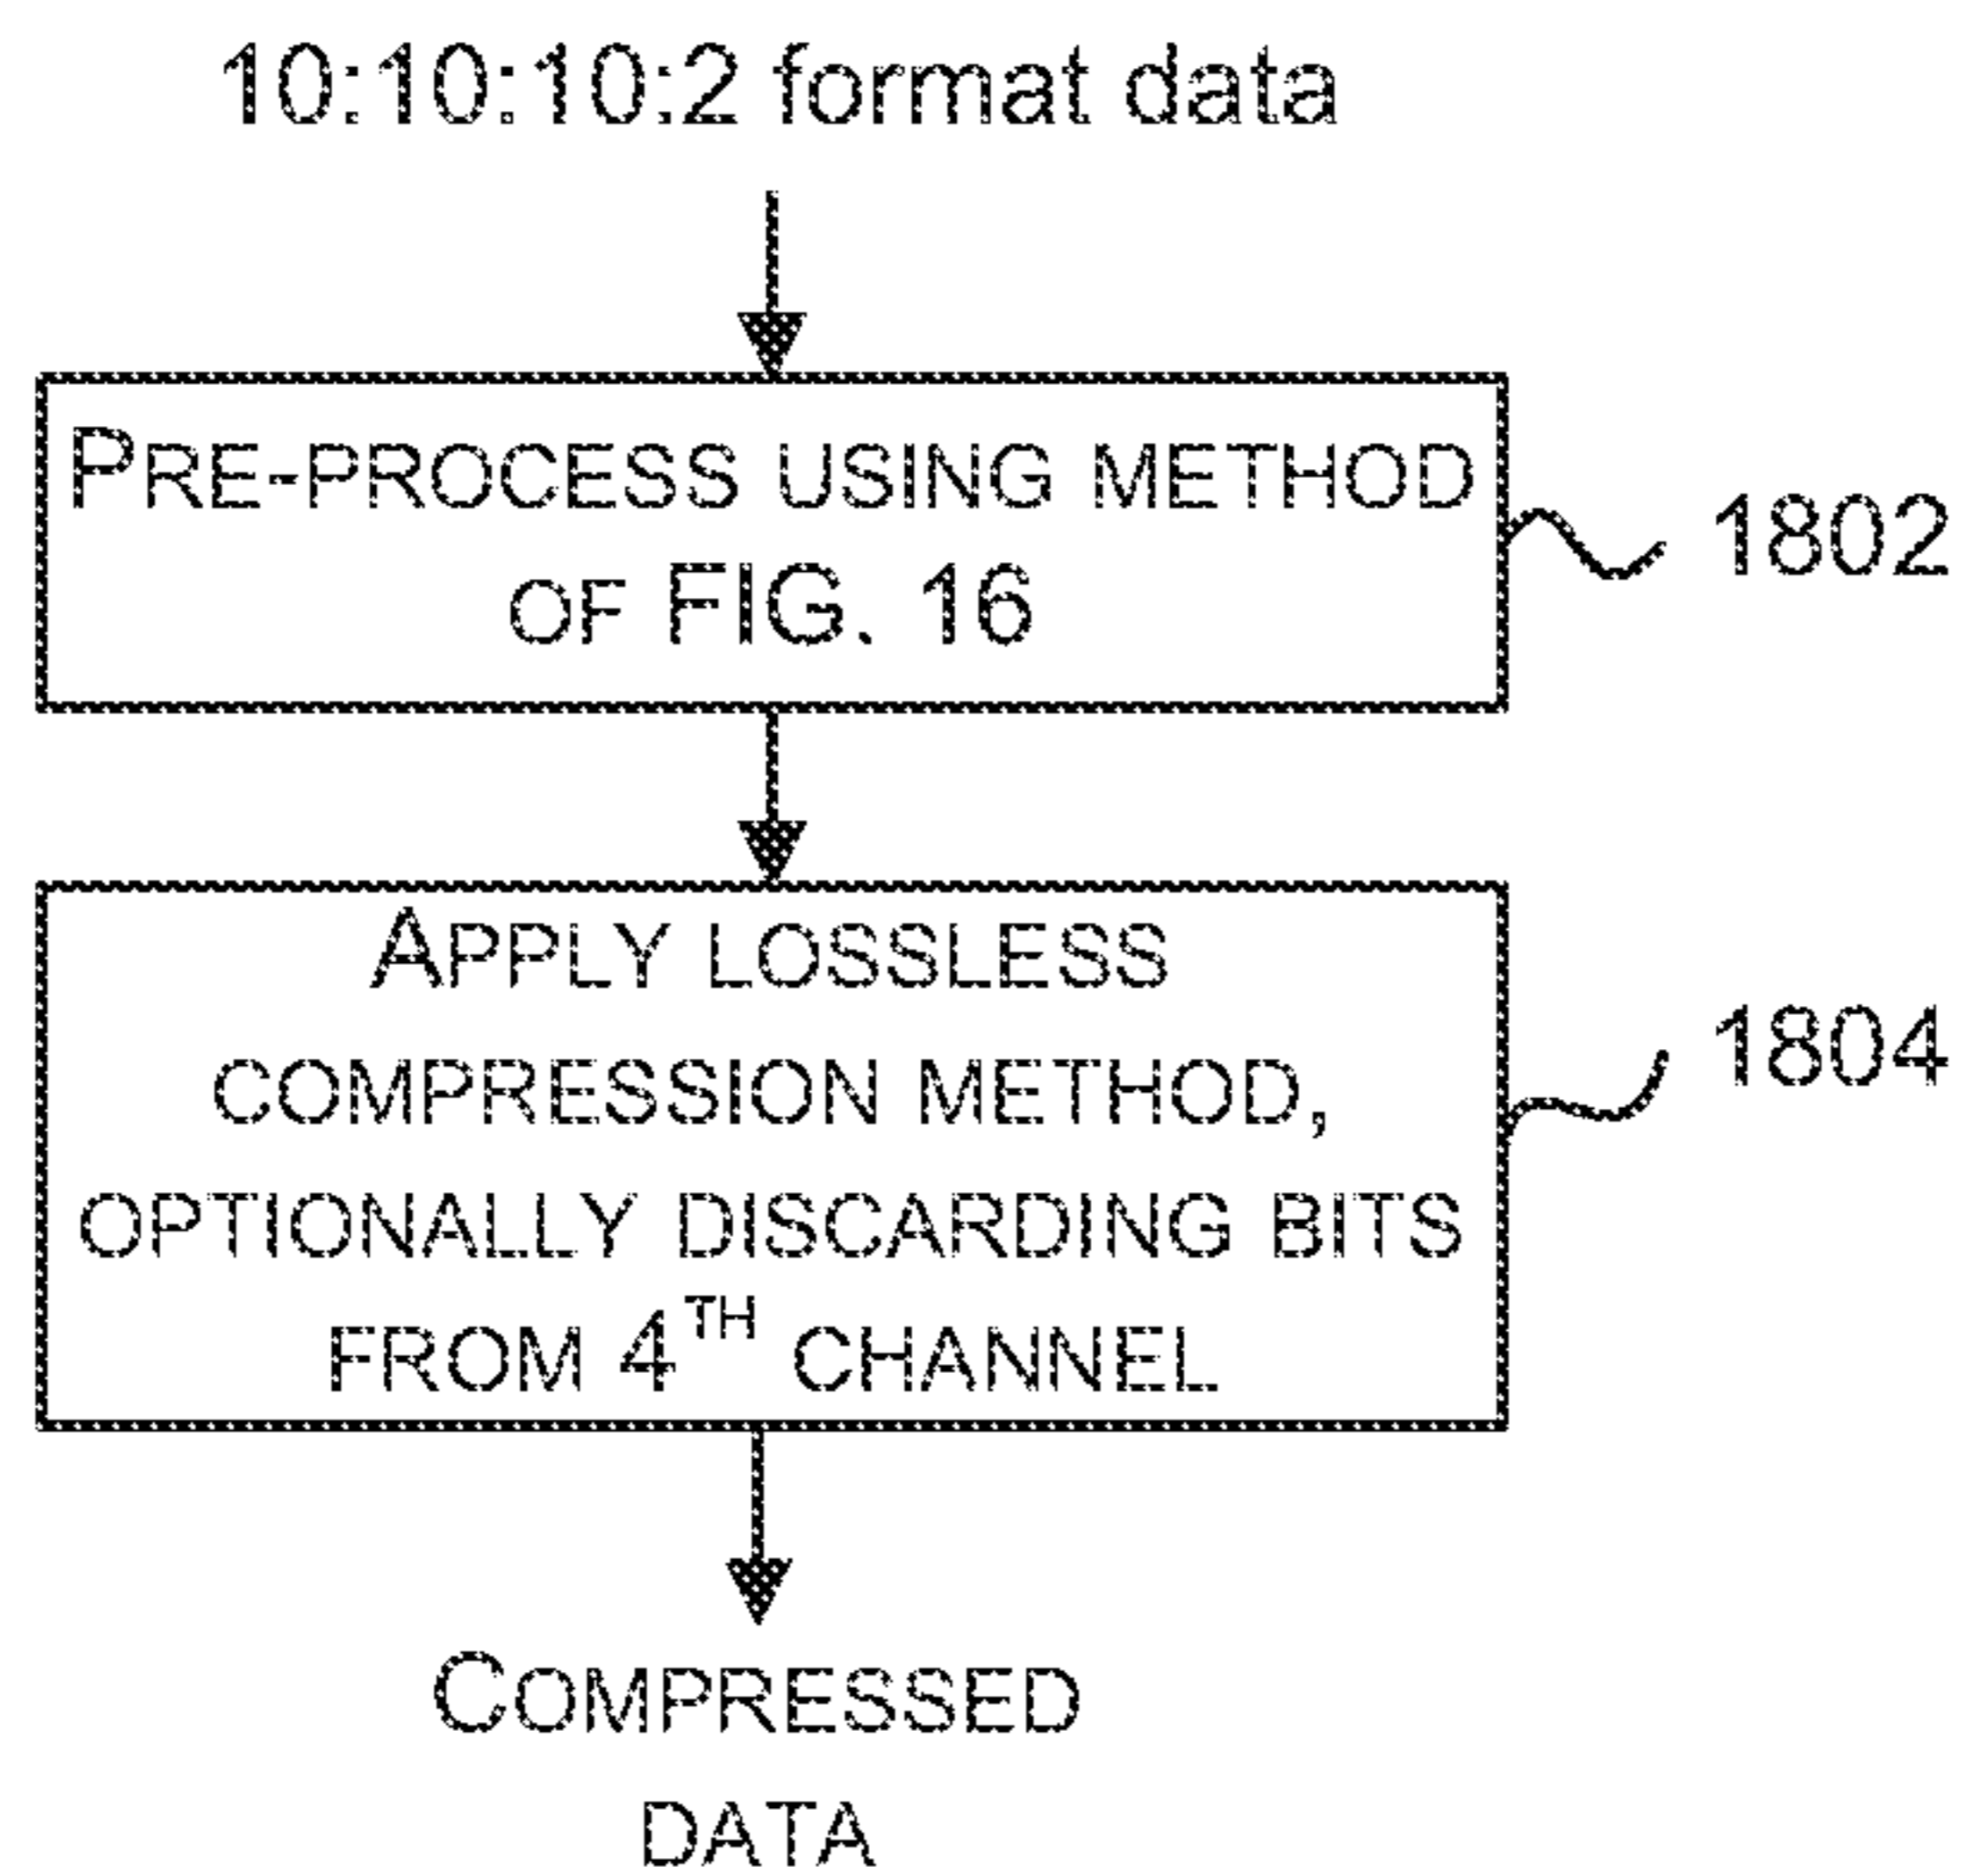 10:10:10:2 format data
PRE-PROCESS USING METHOD
OF FIG. 16
1802
APPLY LOSSLESS
COMPRESSION METHOD,
OPTIONALLY DISCARDING BITS
FROM 4TH CHANNEL
1804
COMPRESSED
DATA